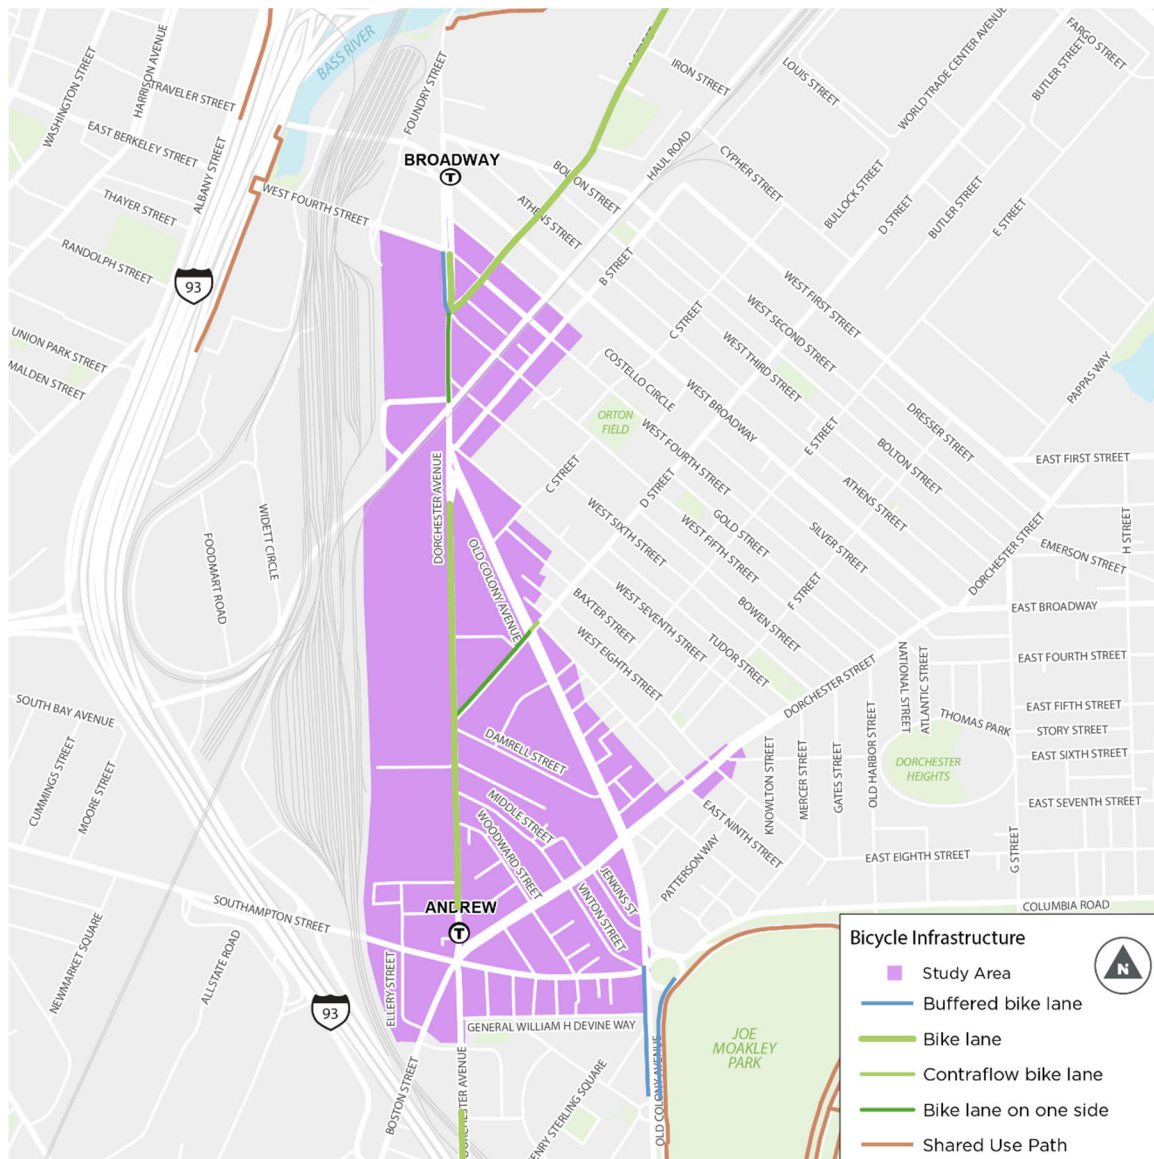 FARGO STREET
WASHINGTON STREET
HARRISON AVENUE
TRAVELER STREET
BASS RIVER
FOUNDRY STREET
IRON STREET
LOUIS STREET
WORLD TRADE CENTER AVENUE
BUTLER STREET
EAST BERKELEY STREET
ALBANY STREET
BROADWAY
T
HAUL ROAD
CYPHER STREET
BOLTON STREET
ATHENS STREET
BULLOCK STREET
D STREET
BUTLER STREET
E STREET
THAYER STREET
WEST FOURTH STREET
RANDOLPH STREET
93
B STREET
C STREET
WEST FIRST STREET
WEST SECOND STREET
WEST THIRD STREET
UNION PARK STREET
MALDEN STREET
COSTELLO CIRCLE
WEST BROADWAY
PAPPAS WAY
ORTON
FIELD
WEST FOURTH STREET
E STREET
DRESSER STREET
BOLTON STREET
ATHENS STREET
EAST FIRST STREET
DORCHESTER AVENUE
C STREET
D STREET
GOLD STREET
SILVER STREET
WEST FIFTH STREET
WEST SIXTH STREET
DORCHESTER STREET
EMERSON STREET
H STREET
WIDETT CIRCLE
FOODMART ROAD
OLD COLONY AVENUE
BAXTER STREET
WEST SEVENTH STREET
WEST EIGHTH STREET
BOWEN STREET
F STREET
TUDOR STREET
EAST BROADWAY
NATIONAL STREET
ATLANTIC STREET
EAST FOURTH STREET
DORCHESTER STREET
SOUTH BAY AVENUE
OLD HARBOR STREET
THOMAS PARK
EAST FIFTH STREET
STORY STREET
DAMRELL STREET
KNOWLTON STREET
MERCER STREET
GATES STREET
DORCHESTER
HEIGHTS
EAST SIXTH STREET
CUMMINGS STREET
MOORE STREET
MIDDLE STREET
WOODWARD STREET
EAST NINTH STREET
EAST SEVENTH STREET
G STREET
EAST EIGHTH STREET
PATTERSON WAY
JENKINS ST
VINTON STREET
SOUTHAMPTON STREET
ANDREW
T
COLUMBIA ROAD
NEWMARKET SQUARE
ALLSTATE ROAD
ELLERY STREET
93
GENERAL WILLIAM H DEVINE WAY
JOE
MOAKLEY
PARK
BOSTON STREET
OLD COLONY AVENUE
Bicycle Infrastructure
N
Study Area
Buffered bike lane
Bike lane
Contraflow bike lane
Bike lane on one side
Shared Use Path